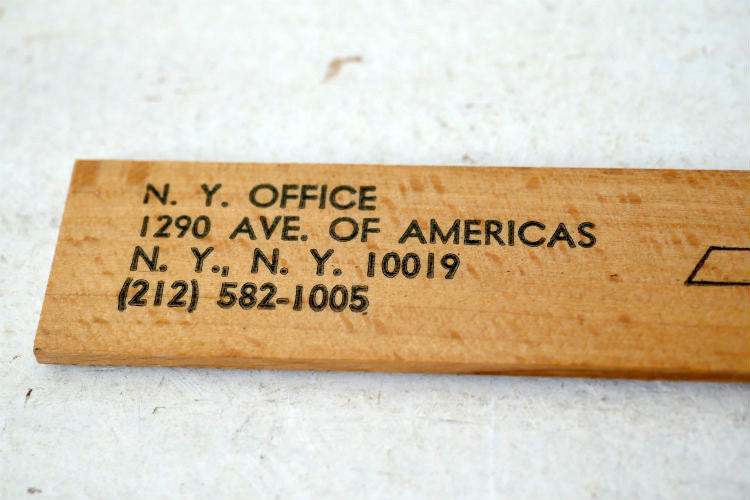 N. Y. OFFICE
1290 AVE. OF AMERICAS
N. Y., N. Y. 10019
(212) 582-1005